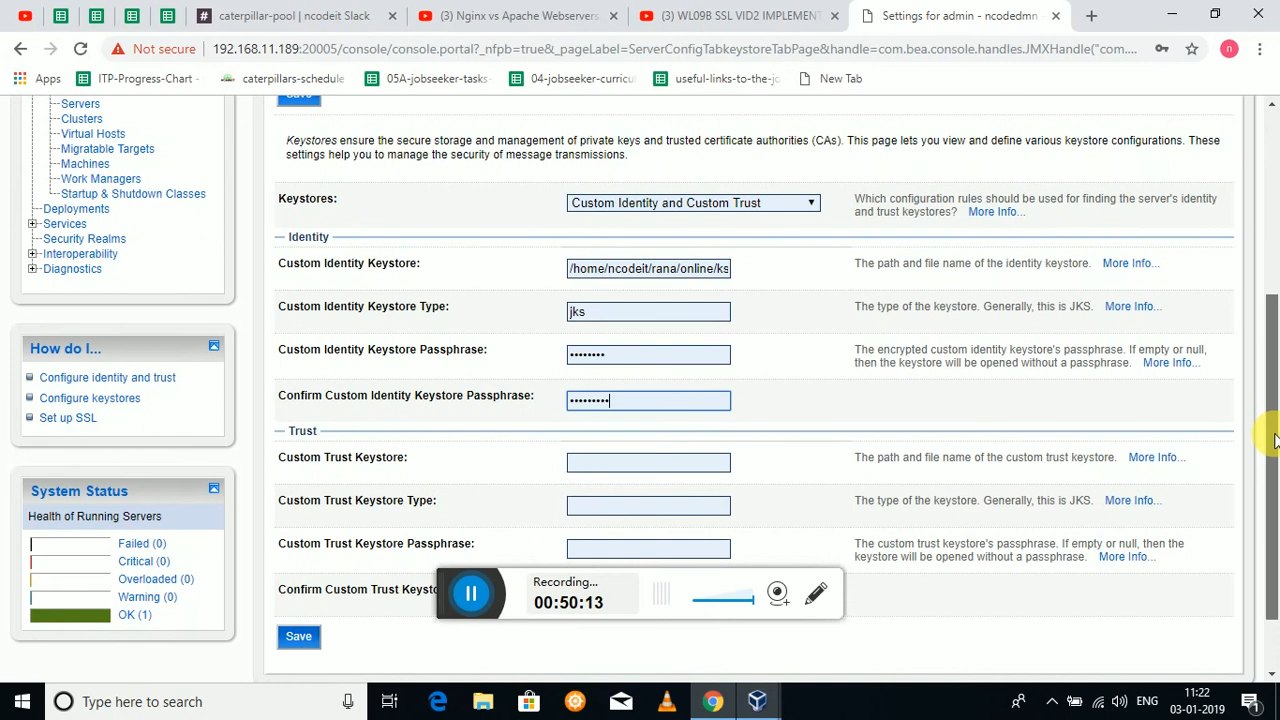 caterpillar-pool | ncodeit Slack
(3) Nginx vs Apache Webservers
(3) WL09B SSL VID2 IMPLEMENT
Settings for admin - ncodedmn
Not secure
192.168.11.189:20005/console/console.portal?_nfpb=true&_pageLabel=ServerConfigTabkeystoreTabPage&handle=com.bea.console.handles.JMXHandle("com....
n
Apps
ITP-Progress-Chart -
caterpillars-schedule
05A-jobseeker-tasks-
04-jobseeker-curricu
useful-links-to-the-jo
New Tab
Servers
Clusters
Virtual Hosts
Migratable Targets
Machines
Work Managers
Startup & Shutdown Classes
Deployments
Services
Security Realms
Interoperability
Diagnostics
How do I...
Configure identity and trust
Configure keystores
Set up SSL
System Status
Health of Running Servers
Failed (0)
Critical (0)
Overloaded (0)
Warning (0)
OK (1)
Save
Keystores ensure the secure storage and management of private keys and trusted certificate authorities (CAs). This page lets you view and define various keystore configurations. These
settings help you to manage the security of message transmissions.
Keystores:
Custom Identity and Custom Trust
Which configuration rules should be used for finding the server's identity
and trust keystores? More Info...
Identity
Custom Identity Keystore:
/home/ncodeit/rana/online/ks
The path and file name of the identity keystore. More Info...
Custom Identity Keystore Type:
jks
The type of the keystore. Generally, this is JKS. More Info...
Custom Identity Keystore Passphrase:
••••••••
The encrypted custom identity keystore's passphrase. If empty or null,
then the keystore will be opened without a passphrase. More Info...
Confirm Custom Identity Keystore Passphrase:
•••••••••
Trust
Custom Trust Keystore:
The path and file name of the custom trust keystore. More Info...
Custom Trust Keystore Type:
The type of the keystore. Generally, this is JKS. More Info...
Custom Trust Keystore Passphrase:
The custom trust keystore's passphrase. If empty or null, then the
keystore will be opened without a passphrase. More Info...
Confirm Custom Trust Keysto
Save
Recording...
00:50:13
Type here to search
ENG
11:22
03-01-2019
1